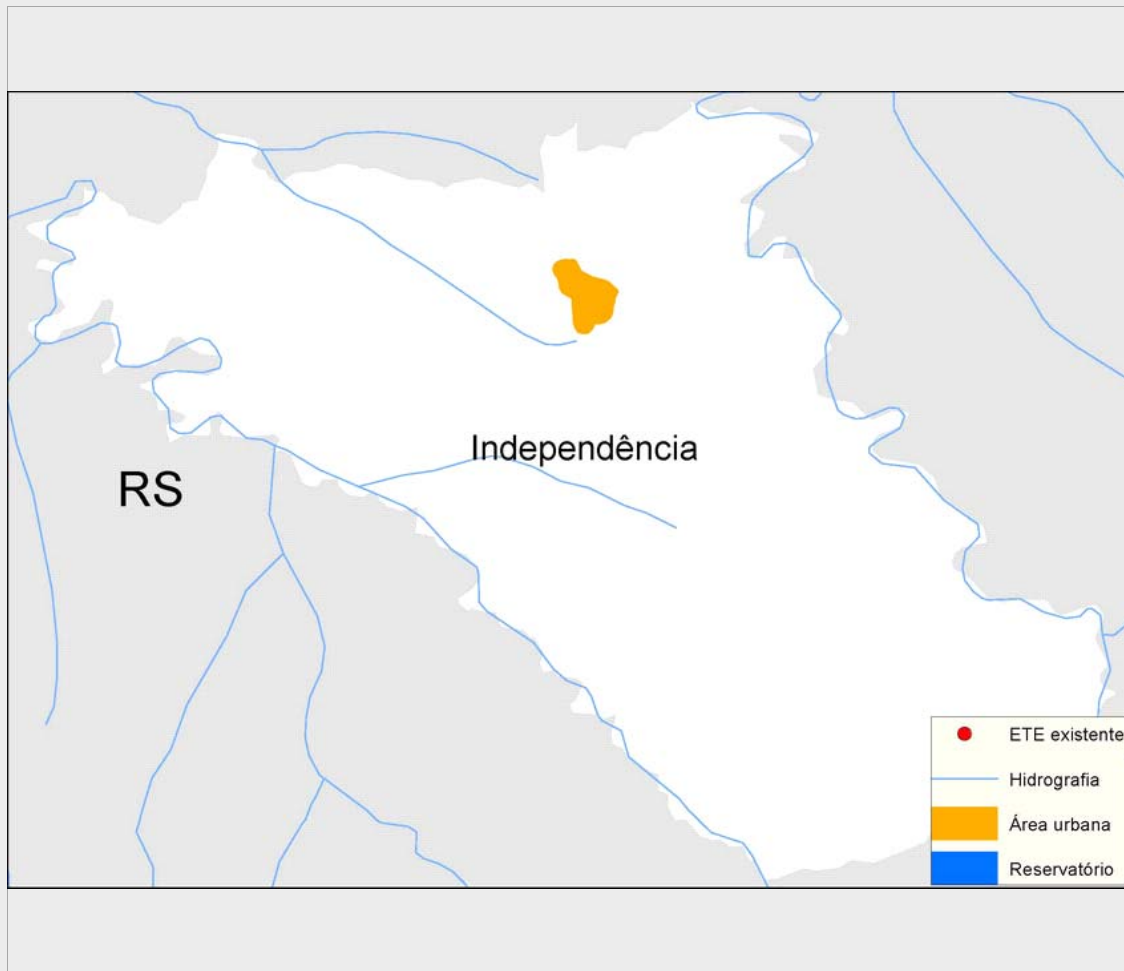 Independência
RS
ETE existente
Hidrografia
Área urbana
Reservatório